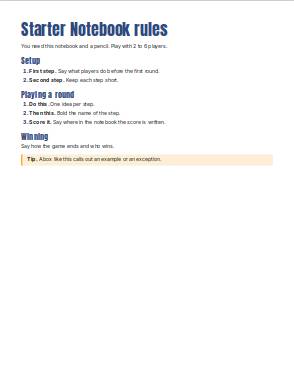 Starter Notebook rules
You need this notebook and a pencil. Play with 2 to 6 players.
Setup
1. First step. Say what players do before the first round.
2. Second step. Keep each step short.
Playing a round
1. Do this. One idea per step.
2. Then this. Bold the name of the step.
3. Score it. Say where in the notebook the score is written.
Winning
Say how the game ends and who wins.
Tip. A box like this calls out an example or an exception.